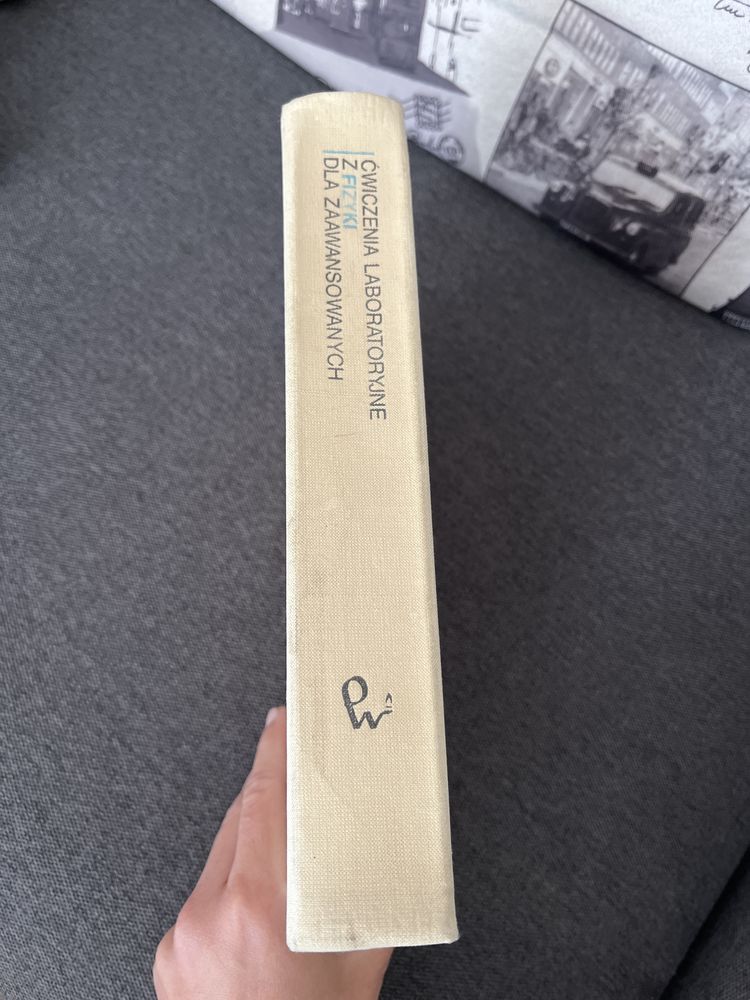 ĆWICZENIA LABORATORYJNE
Z FIZYKI
DLA ZAAWANSOWANYCH